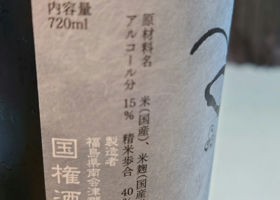 内容量
720ml
原材料名 米(国産)、米麹(国産
アルコール分 15% 精米歩合 40
製造者
福島県南会津
国権酒